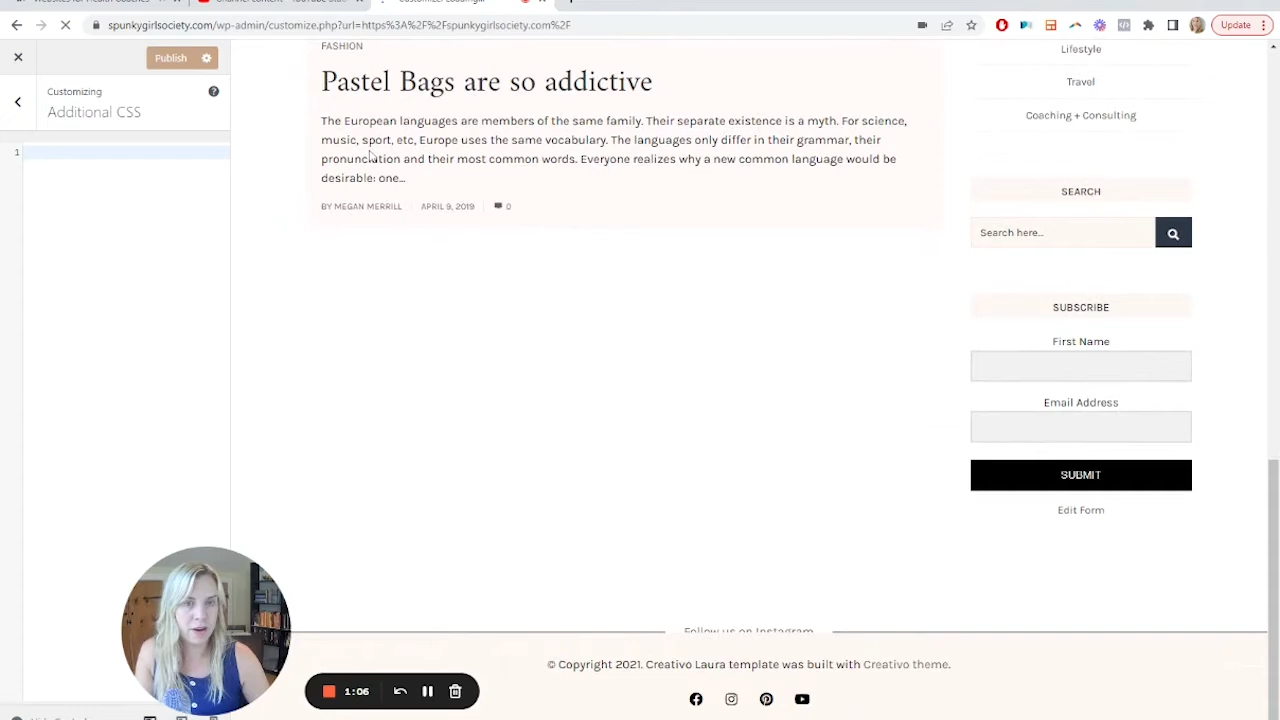 spunkygirlsociety.com/wp-admin/customize.php?url=https%3A%2F%2Fspunkygirlsociety.com%2F
Update
Publish
Customizing
Additional CSS
1
FASHION
Pastel Bags are so addictive
The European languages are members of the same family. Their separate existence is a myth. For science,
music, sport, etc, Europe uses the same vocabulary. The languages only differ in their grammar, their
pronunciation and their most common words. Everyone realizes why a new common language would be
desirable: one...
BY MEGAN MERRILL
APRIL 9, 2019
0
Lifestyle
Travel
Coaching + Consulting
SEARCH
Search here...
SUBSCRIBE
First Name
Email Address
SUBMIT
Edit Form
Follow us on Instagram
© Copyright 2021. Creativo Laura template was built with Creativo theme.
1:06